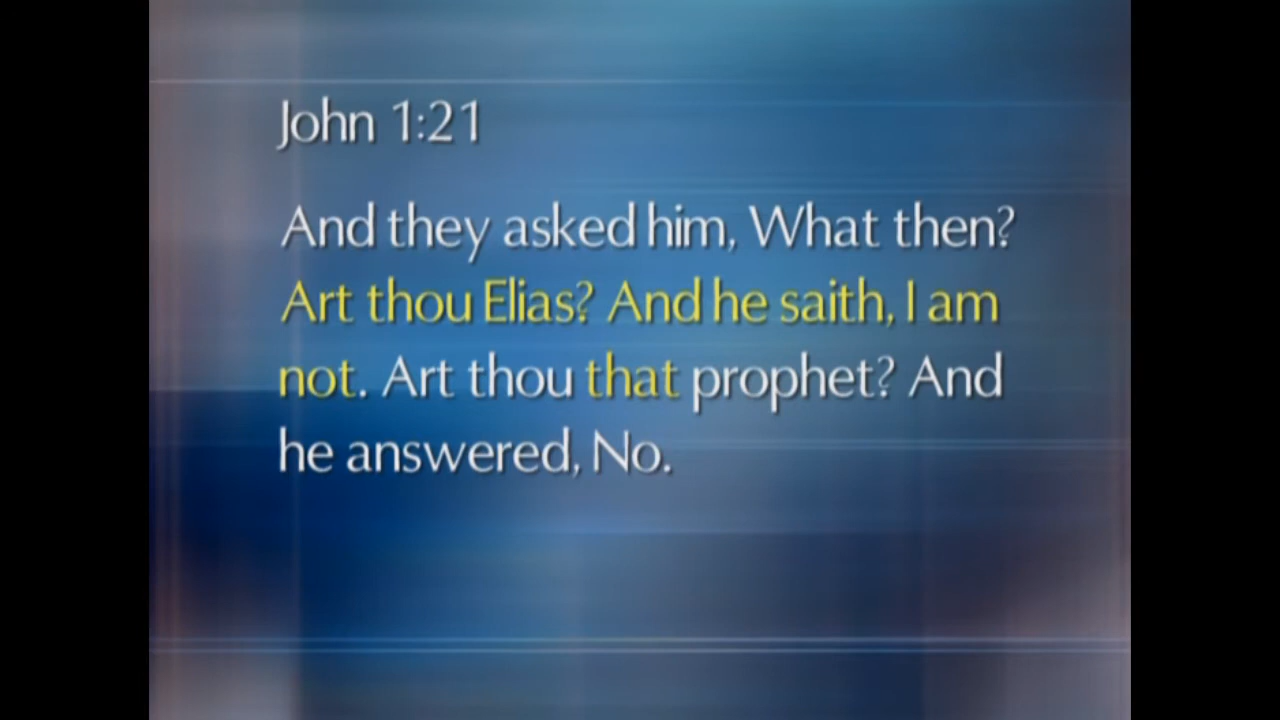 John 1:21
And they asked him, What then?
Art thou Elias? And he saith, I am
not. Art thou that prophet? And
he answered, No.